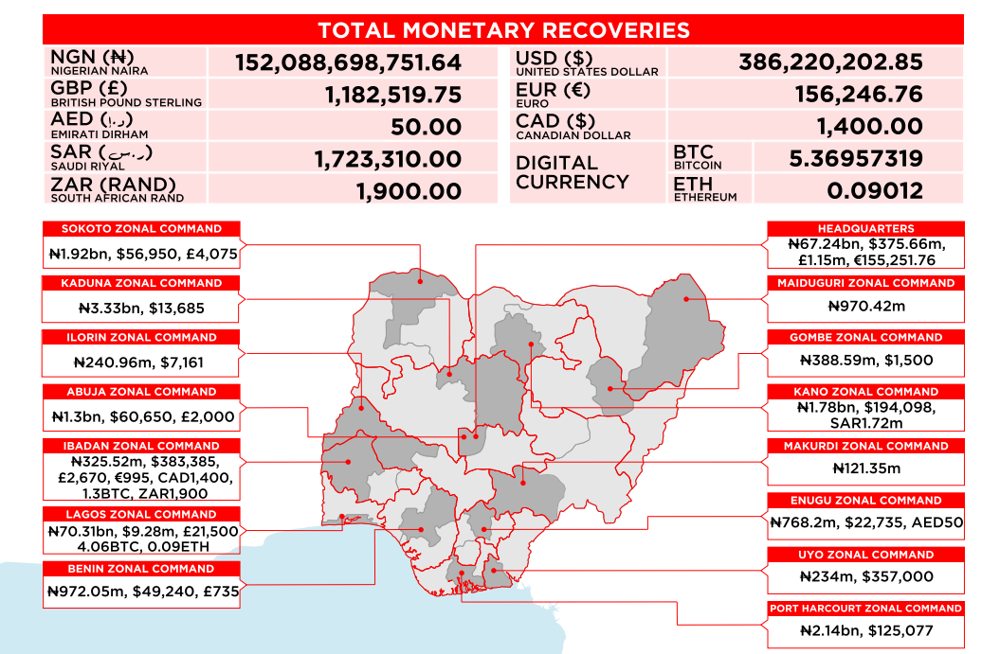 TOTAL MONETARY RECOVERIES
NGN (₦)
NIGERIAN NAIRA
152,088,698,751.64
GBP (£)
BRITISH POUND STERLING
1,182,519.75
AED (د.إ)
EMIRATI DIRHAM
50.00
SAR (ر.س)
SAUDI RIYAL
1,723,310.00
ZAR (RAND)
SOUTH AFRICAN RAND
1,900.00
USD ($)
UNITED STATES DOLLAR
386,220,202.85
EUR (€)
EURO
156,246.76
CAD ($)
CANADIAN DOLLAR
1,400.00
DIGITAL
CURRENCY
BTC
BITCOIN
5.36957319
ETH
ETHEREUM
0.09012
SOKOTO ZONAL COMMAND
₦1.92bn, $56,950, £4,075
KADUNA ZONAL COMMAND
₦3.33bn, $13,685
ILORIN ZONAL COMMAND
₦240.96m, $7,161
ABUJA ZONAL COMMAND
₦1.3bn, $60,650, £2,000
IBADAN ZONAL COMMAND
₦325.52m, $383,385,
£2,670, €995, CAD1,400,
1.3BTC, ZAR1,900
LAGOS ZONAL COMMAND
₦70.31bn, $9.28m, £21,500
4.06BTC, 0.09ETH
BENIN ZONAL COMMAND
₦972.05m, $49,240, £735
HEADQUARTERS
₦67.24bn, $375.66m,
£1.15m, €155,251.76
MAIDUGURI ZONAL COMMAND
₦970.42m
GOMBE ZONAL COMMAND
₦388.59m, $1,500
KANO ZONAL COMMAND
₦1.78bn, $194,098,
SAR1.72m
MAKURDI ZONAL COMMAND
₦121.35m
ENUGU ZONAL COMMAND
₦768.2m, $22,735, AED50
UYO ZONAL COMMAND
₦234m, $357,000
PORT HARCOURT ZONAL COMMAND
₦2.14bn, $125,077